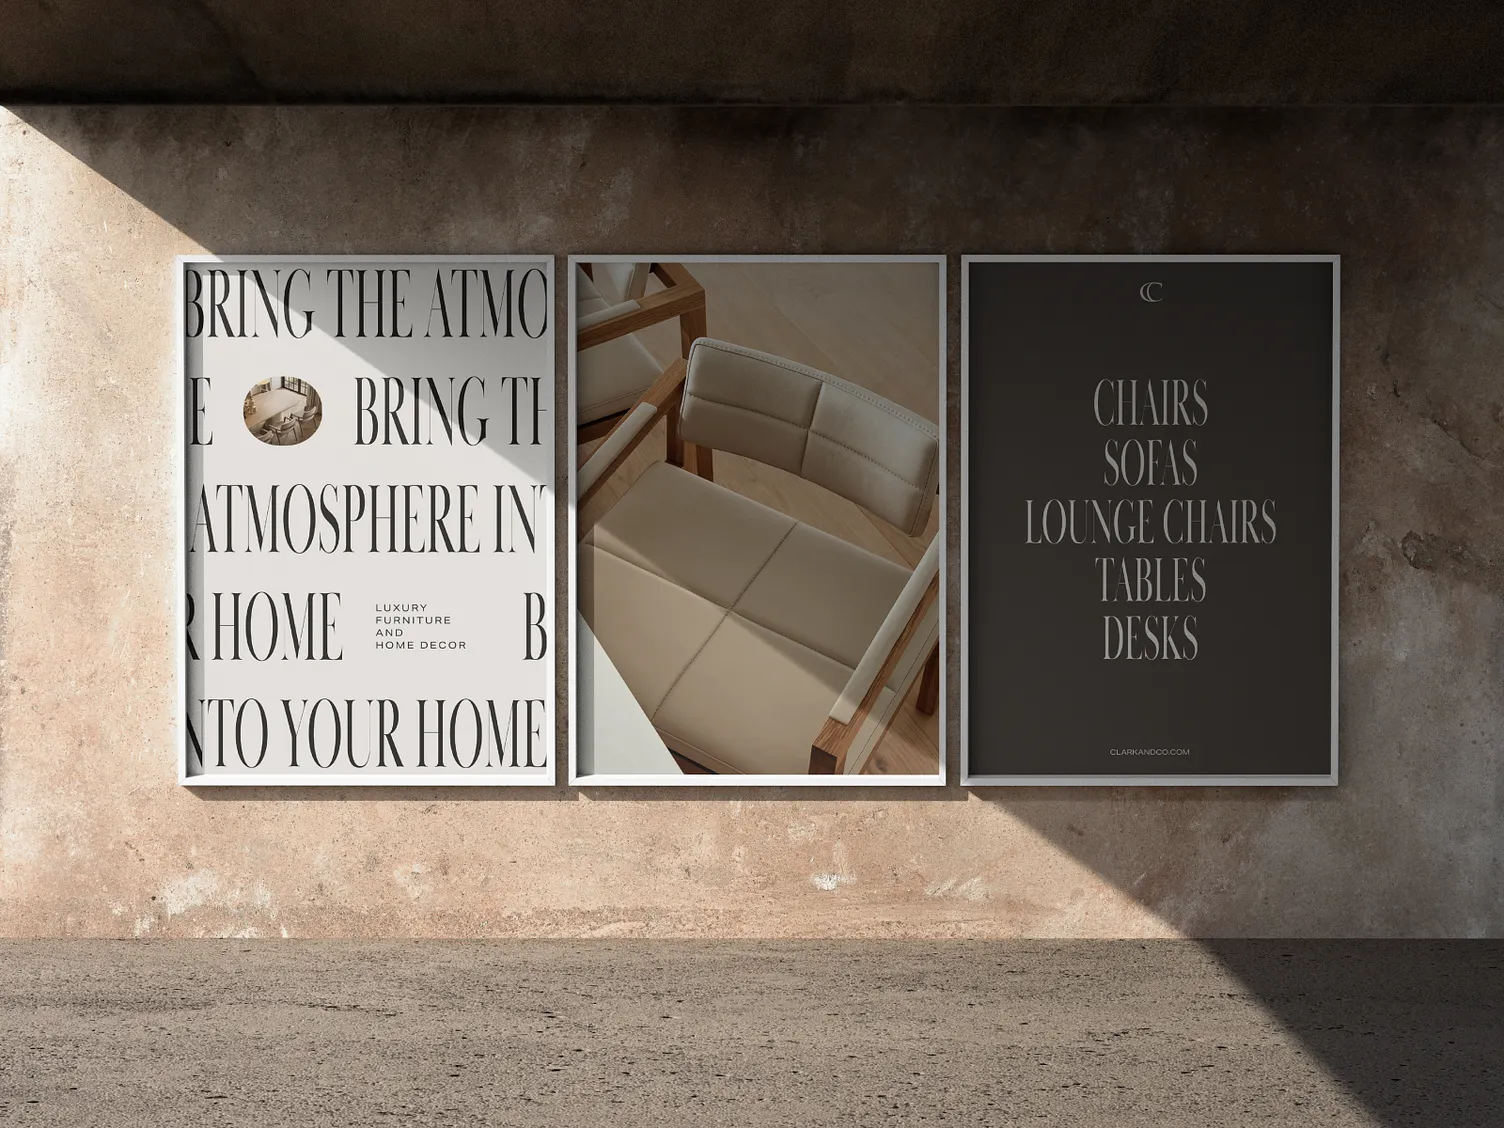 BRING THE ATMO
E BRING TH
ATMOSPHERE INT
R HOME
LUXURY
FURNITURE
AND
HOME DECOR
B
NTO YOUR HOME
CC
CHAIRS
SOFAS
LOUNGE CHAIRS
TABLES
DESKS
CLARKANDCO.COM